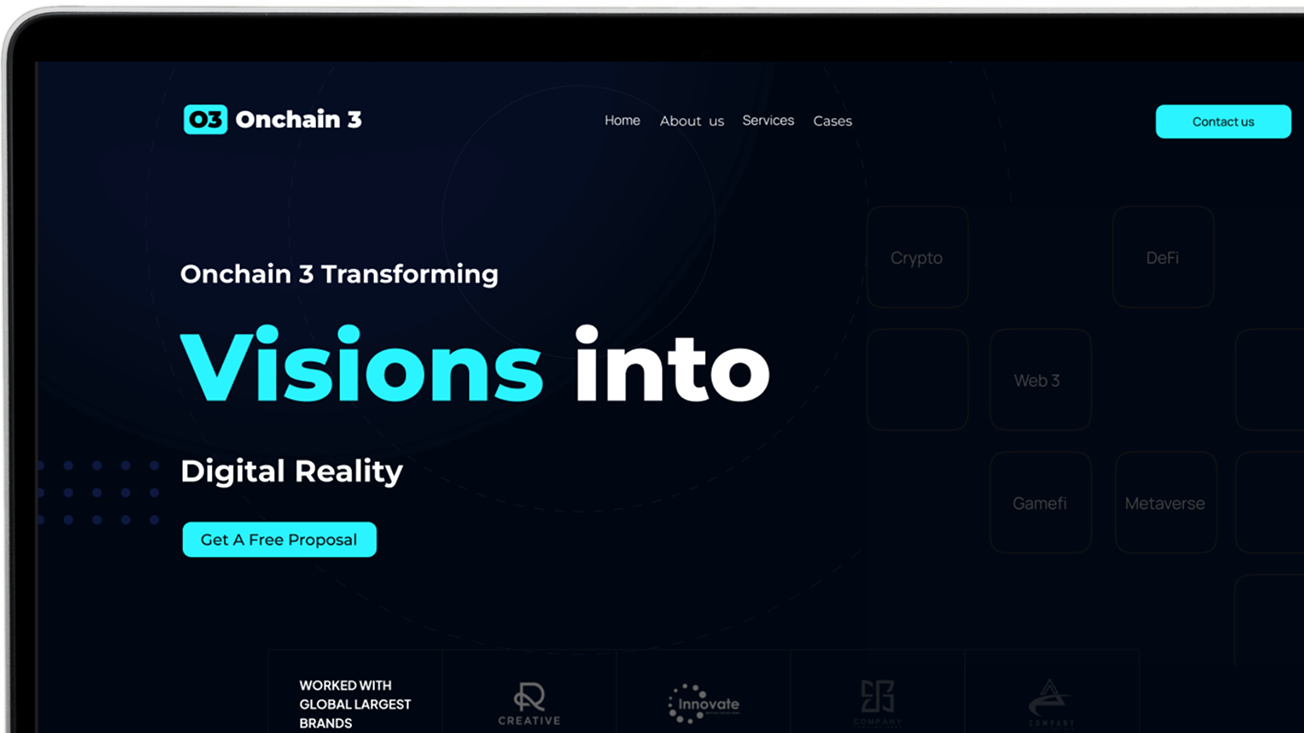 O3 Onchain 3
Home About us Services Cases
Contact us
Onchain 3 Transforming
Visions into
Digital Reality
Get A Free Proposal
Crypto
DeFi
Web 3
Gamefi
Metaverse
WORKED WITH
GLOBAL LARGEST
BRANDS
CREATIVE
Innovate
COMPANY
COMPANY